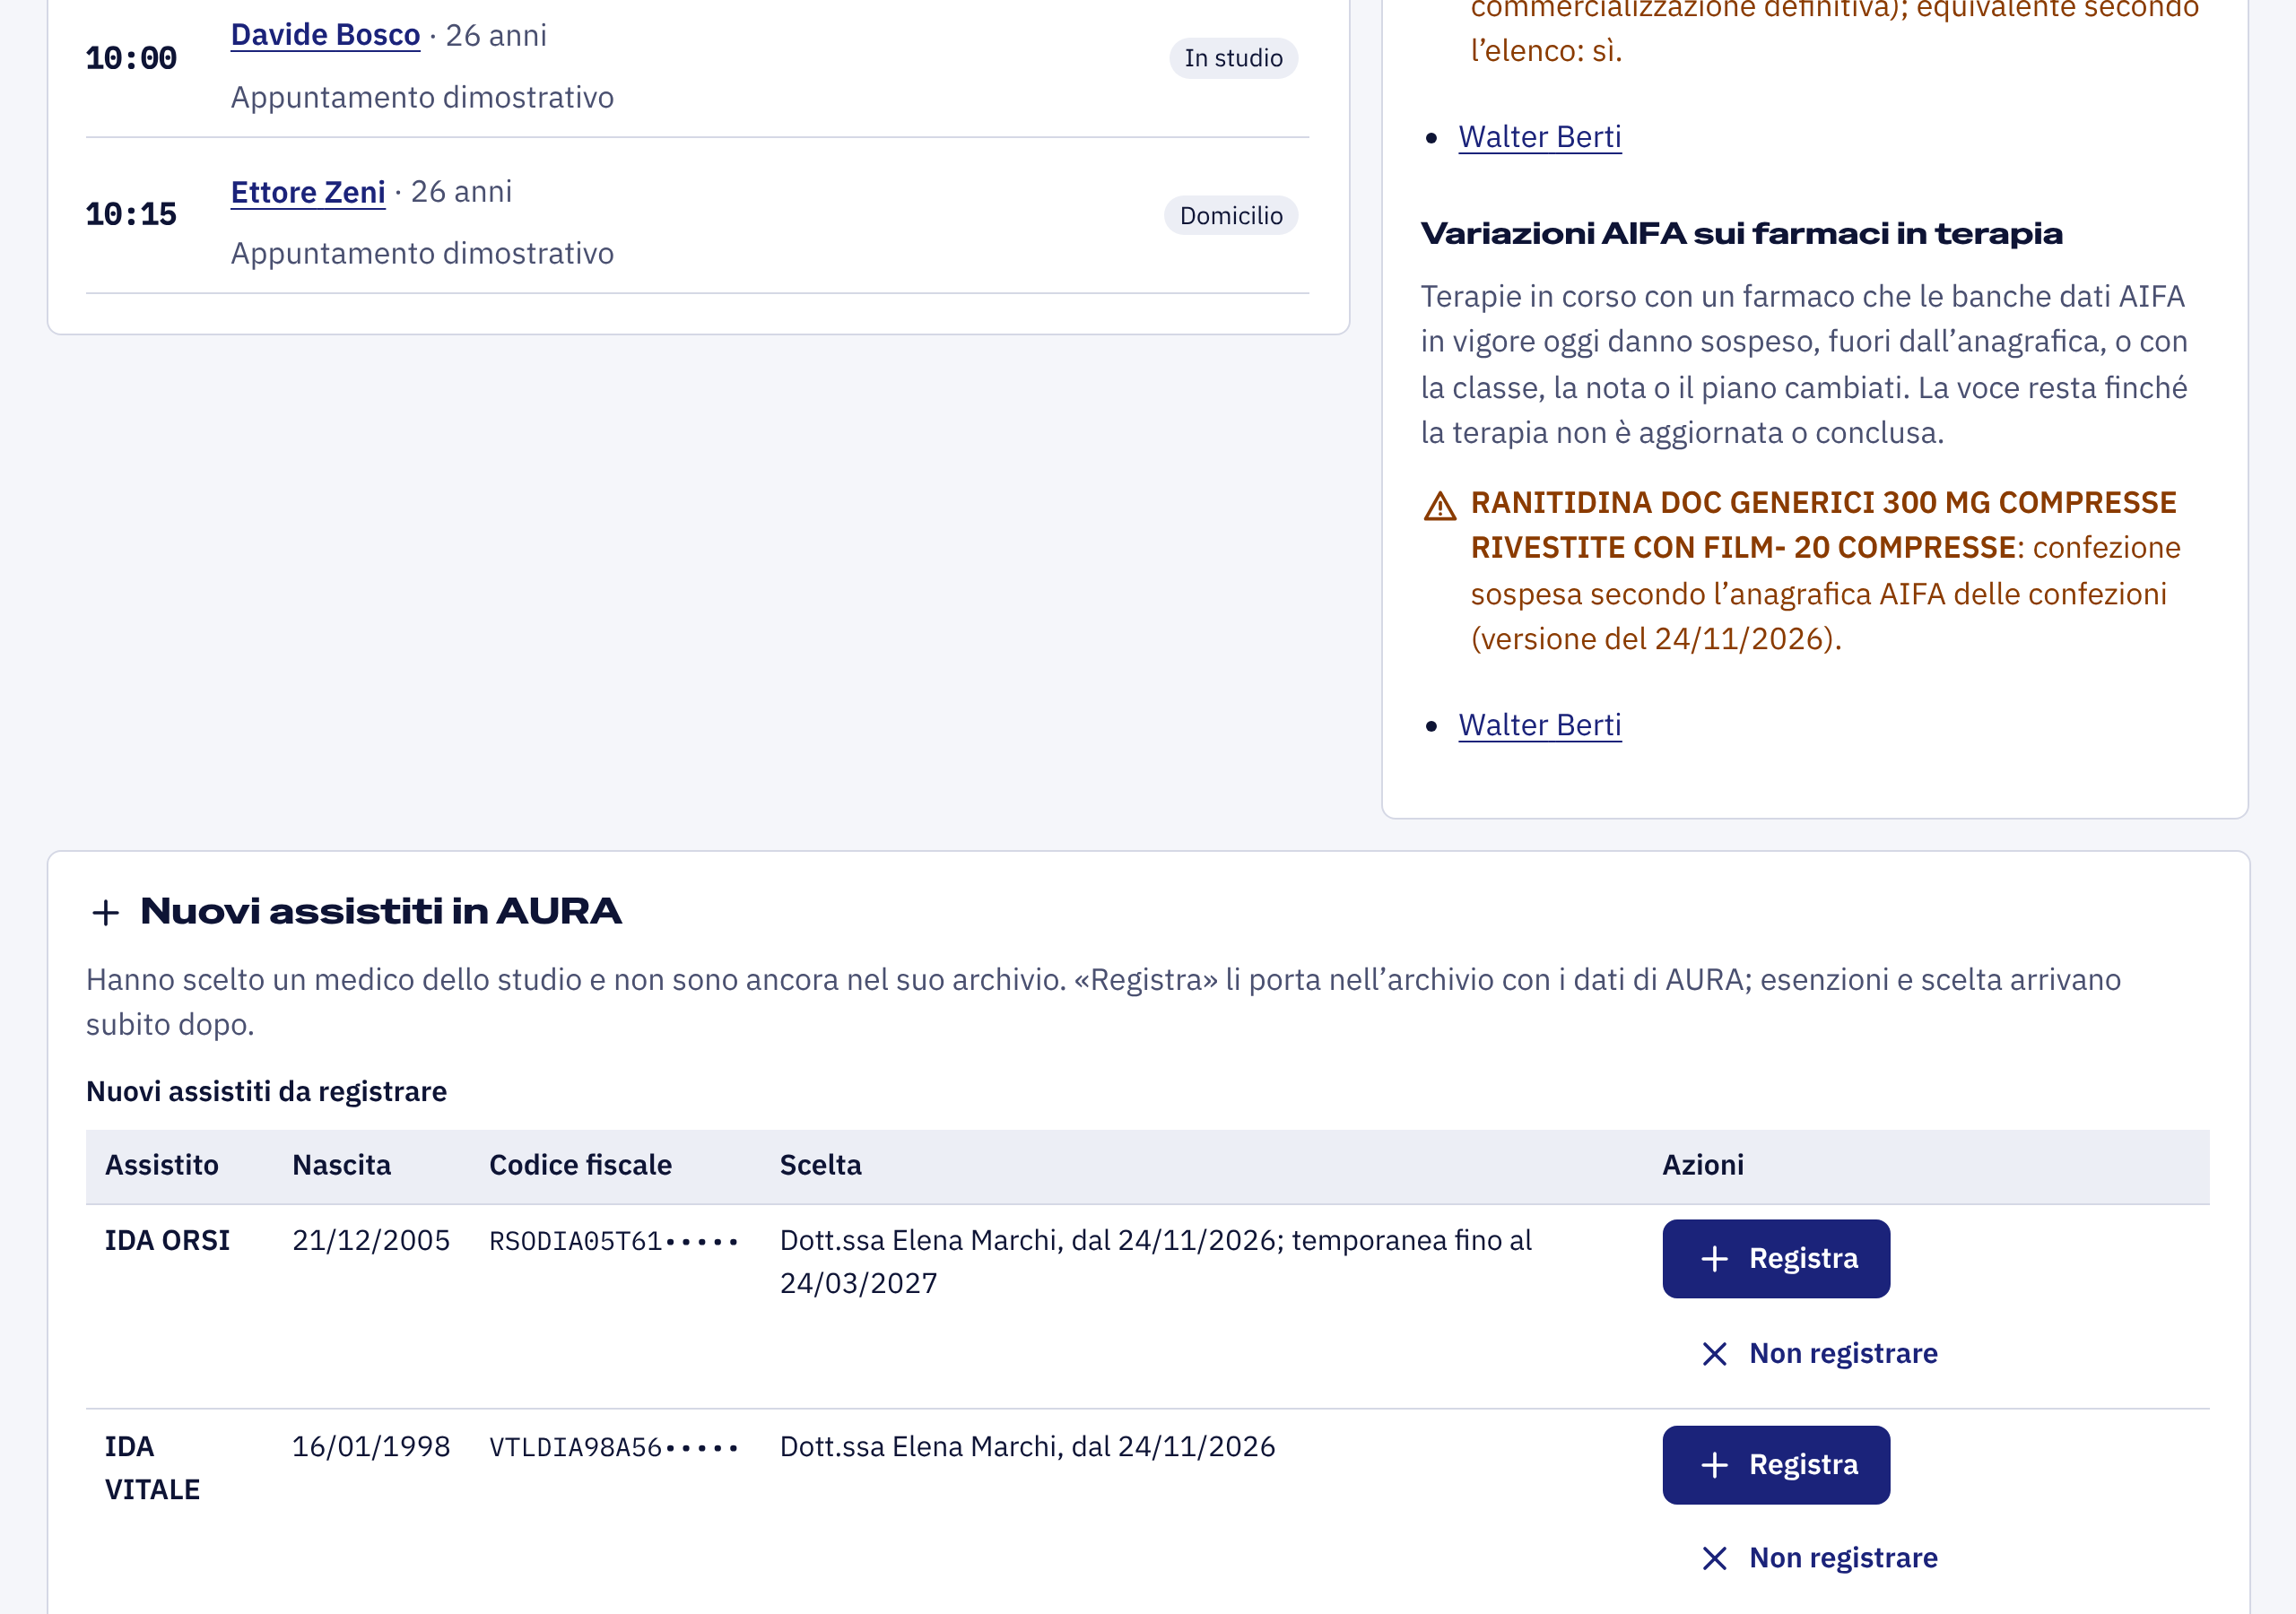 10:00
Davide Bosco · 26 anni
In studio
Appuntamento dimostrativo
10:15
Ettore Zeni · 26 anni
Domicilio
Appuntamento dimostrativo
commercializzazione definitiva); equivalente secondo
l’elenco: sì.
• Walter Berti
Variazioni AIFA sui farmaci in terapia
Terapie in corso con un farmaco che le banche dati AIFA
in vigore oggi danno sospeso, fuori dall’anagrafica, o con
la classe, la nota o il piano cambiati. La voce resta finché
la terapia non è aggiornata o conclusa.
RANITIDINA DOC GENERICI 300 MG COMPRESSE
RIVESTITE CON FILM- 20 COMPRESSE: confezione
sospesa secondo l’anagrafica AIFA delle confezioni
(versione del 24/11/2026).
• Walter Berti
Nuovi assistiti in AURA
Hanno scelto un medico dello studio e non sono ancora nel suo archivio. «Registra» li porta nell’archivio con i dati di AURA; esenzioni e scelta arrivano
subito dopo.
Nuovi assistiti da registrare
Assistito Nascita Codice fiscale Scelta Azioni
IDA ORSI 21/12/2005 RSODIA05T61••••• Dott.ssa Elena Marchi, dal 24/11/2026; temporanea fino al
24/03/2027
Registra
Non registrare
IDA
VITALE
16/01/1998 VTLDIA98A56••••• Dott.ssa Elena Marchi, dal 24/11/2026
Registra
Non registrare